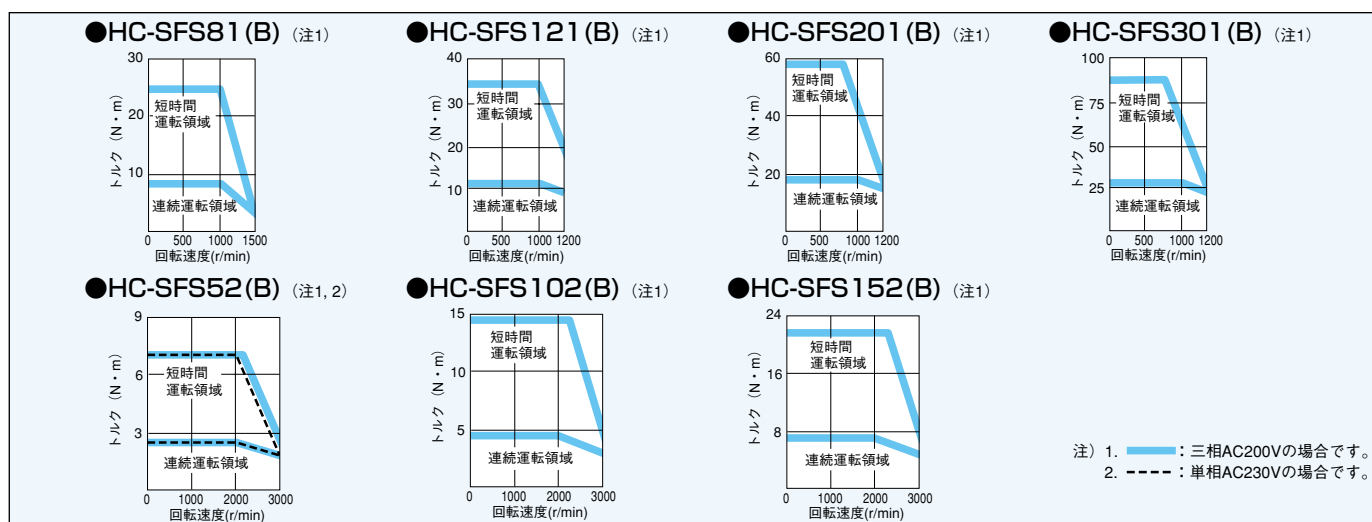 ●HC-SFS81(B) (注1)
トルク (N・m)
30
20
10
短時間
運転領域
連続運転領域
0 500 1000 1500
回転速度(r/min)
●HC-SFS121(B) (注1)
トルク (N・m)
40
30
20
10
短時間
運転領域
連続運転領域
0 500 1000 1200
回転速度(r/min)
●HC-SFS201(B) (注1)
トルク (N・m)
60
40
20
短時間
運転領域
連続運転領域
0 500 1000 1200
回転速度(r/min)
●HC-SFS301(B) (注1)
トルク (N・m)
100
75
50
25
短時間
運転領域
連続運転領域
0 500 1000 1200
回転速度(r/min)
●HC-SFS52(B) (注1, 2)
トルク (N・m)
9
6
3
短時間
運転領域
連続運転領域
0 1000 2000 3000
回転速度(r/min)
●HC-SFS102(B) (注1)
トルク (N・m)
15
10
5
短時間
運転領域
連続運転領域
0 1000 2000 3000
回転速度(r/min)
●HC-SFS152(B) (注1)
トルク (N・m)
24
16
8
短時間
運転領域
連続運転領域
0 1000 2000 3000
回転速度(r/min)
注) 1. :三相AC200Vの場合です。
2. :単相AC230Vの場合です。